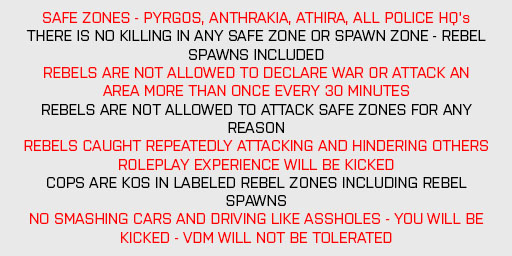 SAFE ZONES - PYRGOS, ANTHRAKIA, ATHIRA, ALL POLICE HQ's
THERE IS NO KILLING IN ANY SAFE ZONE OR SPAWN ZONE - REBEL
SPAWNS INCLUDED
REBELS ARE NOT ALLOWED TO DECLARE WAR OR ATTACK AN
AREA MORE THAN ONCE EVERY 30 MINUTES
REBELS ARE NOT ALLOWED TO ATTACK SAFE ZONES FOR ANY
REASON
REBELS CAUGHT REPEATEDLY ATTACKING AND HINDERING OTHERS
ROLEPLAY EXPERIENCE WILL BE KICKED
COPS ARE KOS IN LABELED REBEL ZONES INCLUDING REBEL
SPAWNS
NO SMASHING CARS AND DRIVING LIKE ASSHOLES - YOU WILL BE
KICKED - VDM WILL NOT BE TOLERATED